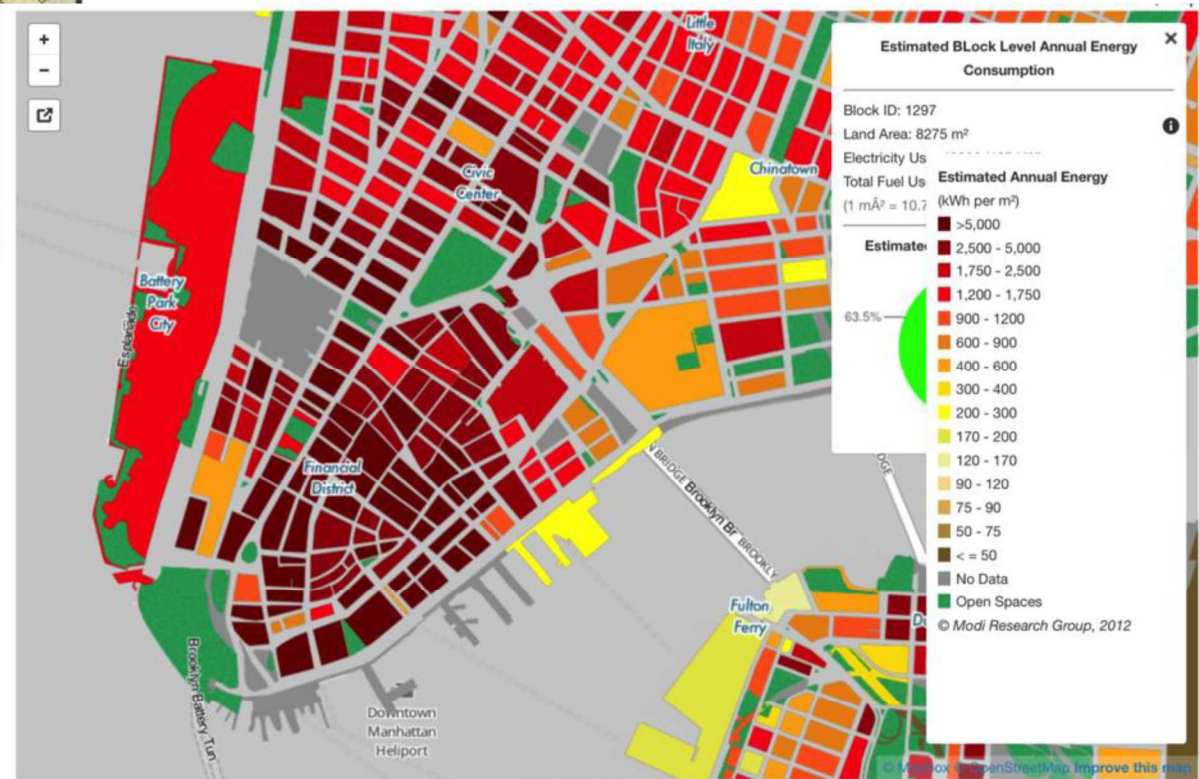 +
−
Little
Italy
Civic
Center
Chinatown
Battery
Park
City
Esplanade
Financial
District
N BRIDGE Brooklyn Br BROOKLY
DGE
Fulton
Ferry
D
Brooklyn Battery Tun
Downtown
Manhattan
Heliport
×
Estimated BLock Level Annual Energy
Consumption
Block ID: 1297
Land Area: 8275 m²
Electricity Us
Total Fuel Us
(1 mÂ² = 10.7
Estimate
63.5%
i
Estimated Annual Energy
(kWh per m²)
>5,000
2,500 - 5,000
1,750 - 2,500
1,200 - 1,750
900 - 1200
600 - 900
400 - 600
300 - 400
200 - 300
170 - 200
120 - 170
90 - 120
75 - 90
50 - 75
< = 50
No Data
Open Spaces
© Modi Research Group, 2012
© Mapbox © OpenStreetMap Improve this map